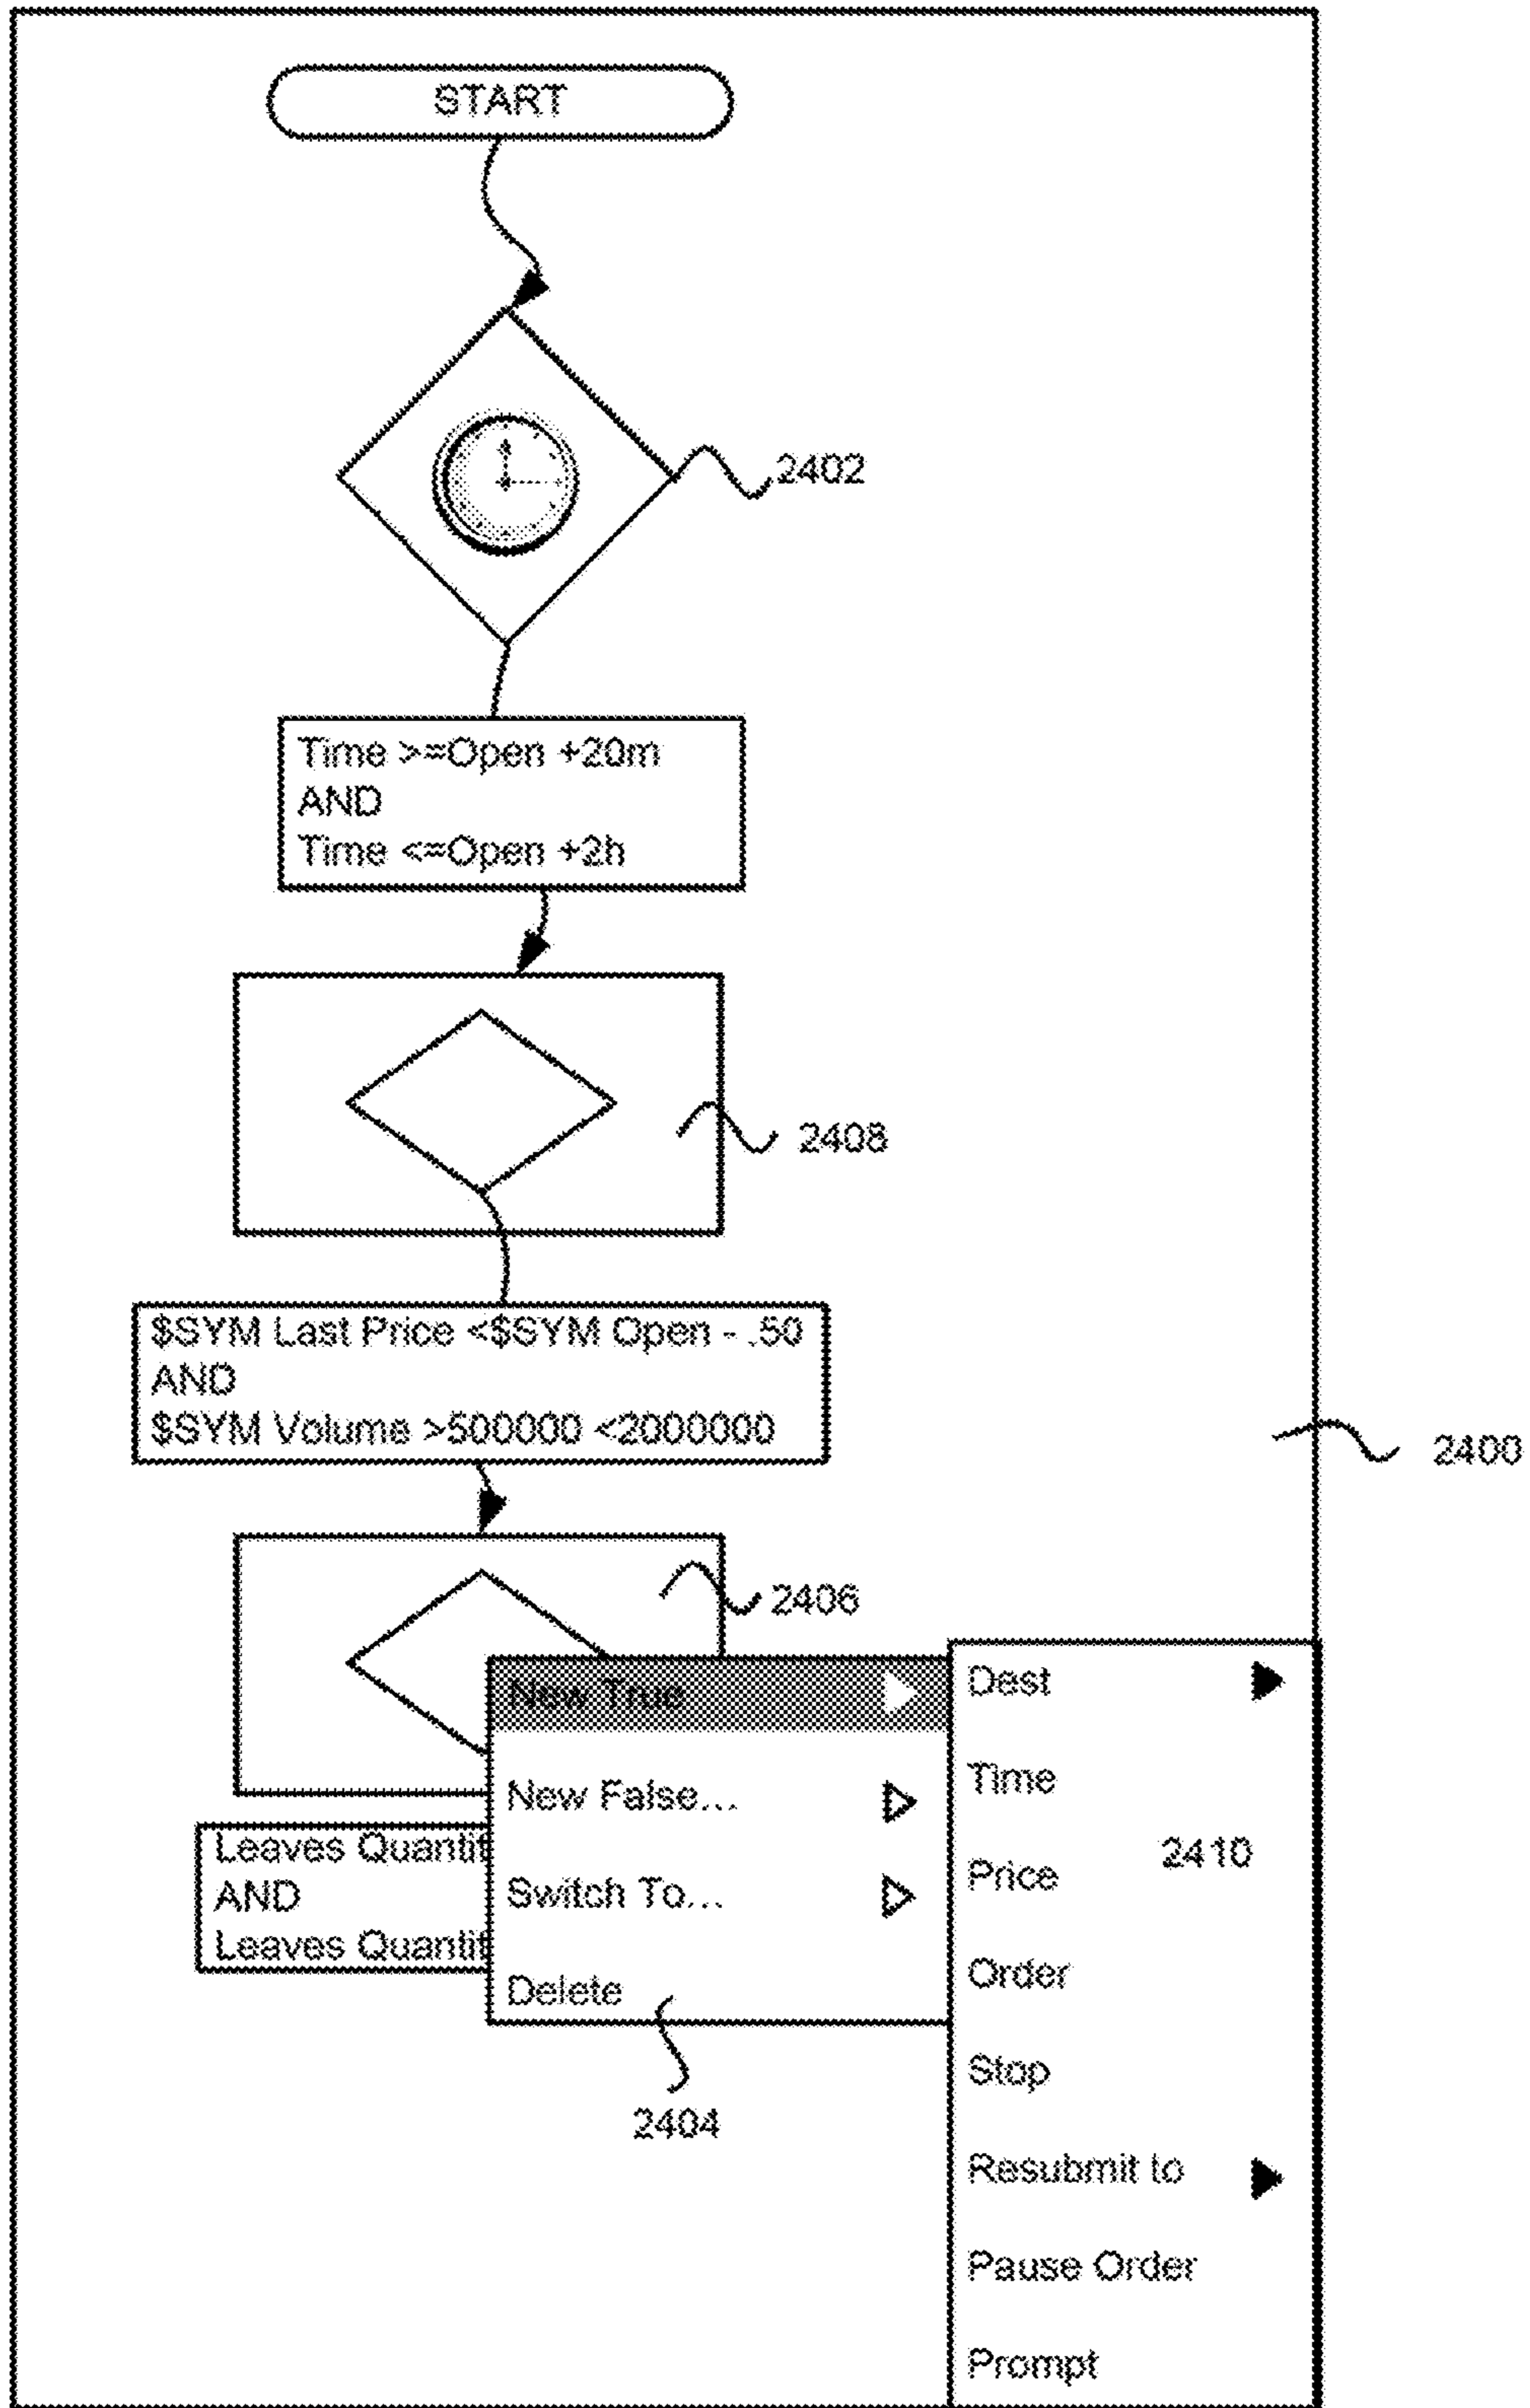 START
2402
Time >=Open +20m
AND
Time <=Open +2h
2408
$SYM Last Price <$SYM Open - .50
AND
$SYM Volume >500000 <2000000
2400
2406
New True
New False...
Switch To...
Delete
Leaves Quantit
AND
Leaves Quantit
2404
Dest
Time
2410
Price
Order
Stop
Resubmit to
Pause Order
Prompt